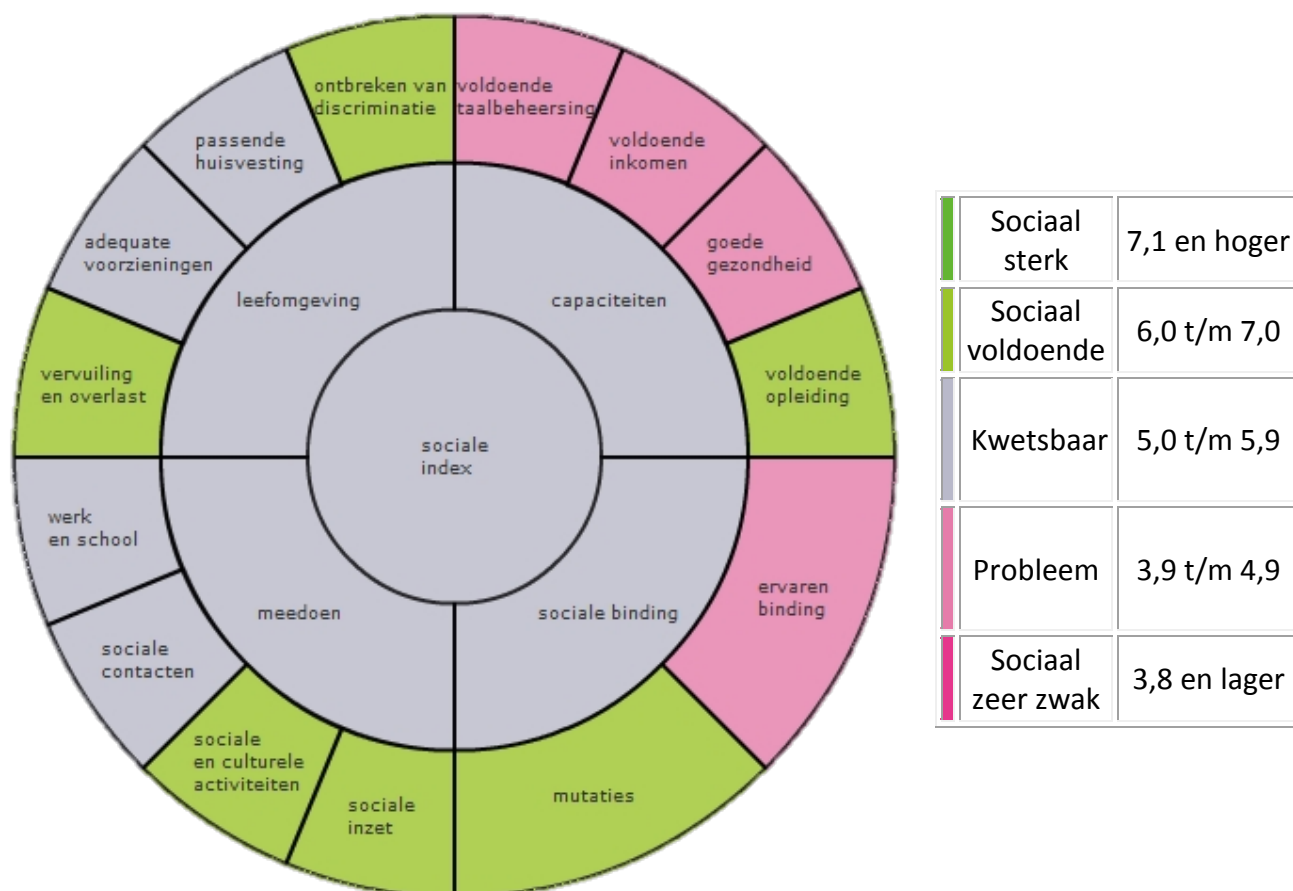 ontbreken van
discriminatie
voldoende
taalbeheersing
voldoende
inkomen
goede
gezondheid
voldoende
opleiding
passende
huisvesting
adequate
voorzieningen
vervuiling
en overlast
leefomgeving
capaciteiten
sociale
index
meedoen
sociale binding
werk
en school
sociale
contacten
sociale
en culturele
activiteiten
sociale
inzet
mutaties
ervaren
binding
Sociaal
sterk
7,1 en hoger
Sociaal
voldoende
6,0 t/m 7,0
Kwetsbaar
5,0 t/m 5,9
Probleem
3,9 t/m 4,9
Sociaal
zeer zwak
3,8 en lager